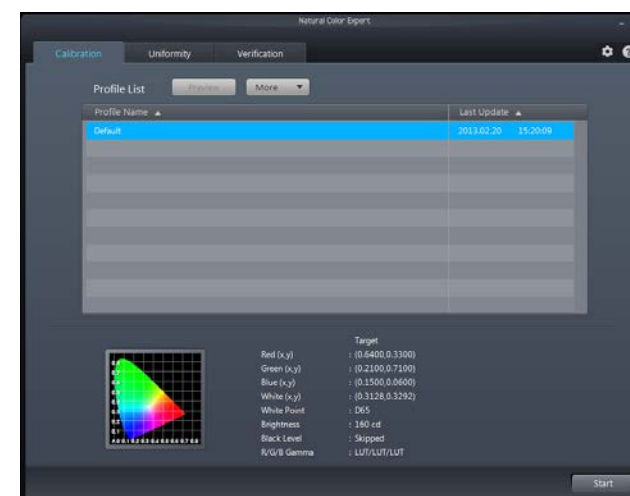 Natural Color Expert
Calibration Uniformity Verification
Profile List Preview More
Profile Name Last Update
Default 2013.02.20 15:20:09
Target
Red (x,y) : (0.6400,0.3300)
Green (x,y) : (0.2100,0.7100)
Blue (x,y) : (0.1500,0.0600)
White (x,y) : (0.3128,0.3292)
White Point : D65
Brightness : 160 cd
Black Level : Skipped
R/G/B Gamma : LUT/LUT/LUT
Start